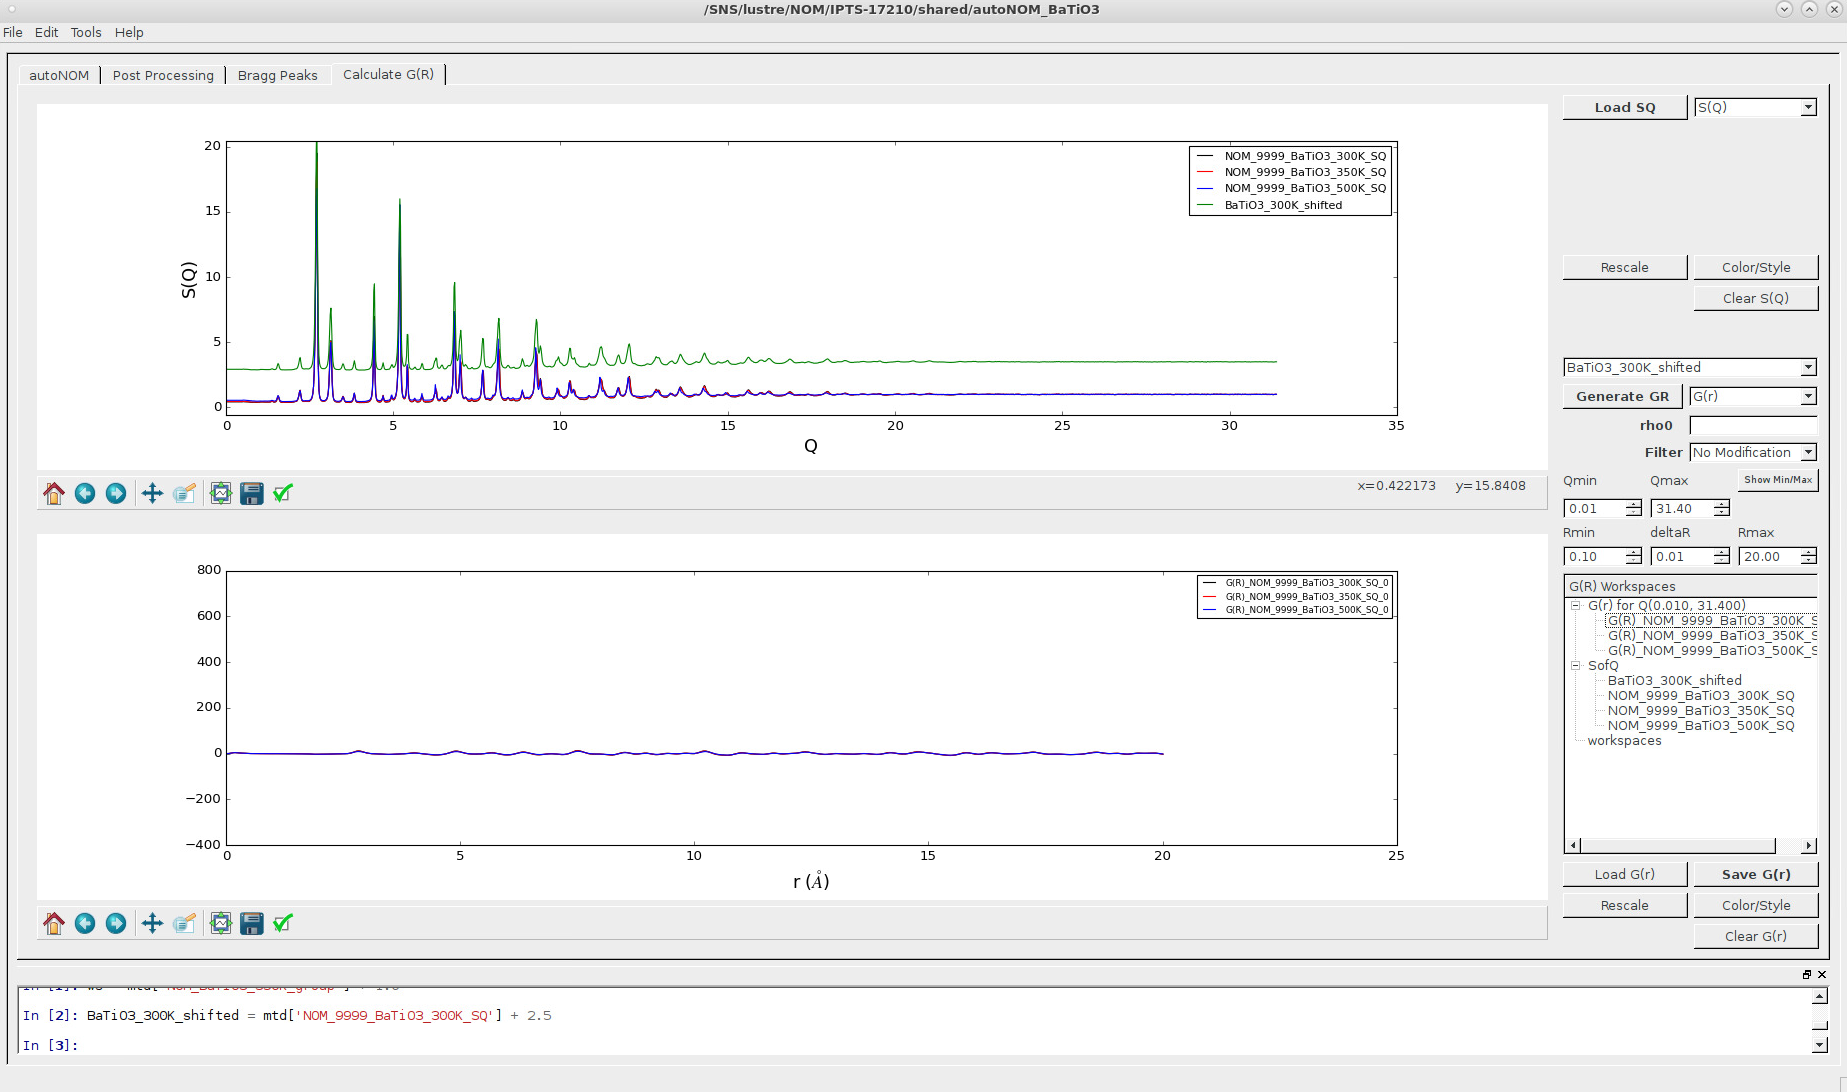 /SNS/lustre/NOM/IPTS-17210/shared/autoNOM_BaTiO3
File Edit Tools Help
autoNOM Post Processing Bragg Peaks Calculate G(R)
Load SQ S(Q)
20
15
10
5
0
S(Q)
0 5 10 15 20 25 30 35
Q
NOM_9999_BaTiO3_300K_SQ
NOM_9999_BaTiO3_350K_SQ
NOM_9999_BaTiO3_500K_SQ
BaTiO3_300K_shifted
Rescale Color/Style
Clear S(Q)
BaTiO3_300K_shifted
Generate GR G(r)
rho0
Filter No Modification
x=0.422173 y=15.8408
Qmin Qmax Show Min/Max
0.01 31.40
Rmin deltaR Rmax
0.10 0.01 20.00
800
600
400
200
0
−200
−400
0 5 10 15 20 25
r (Å)
G(R)_NOM_9999_BaTiO3_300K_SQ_0
G(R)_NOM_9999_BaTiO3_350K_SQ_0
G(R)_NOM_9999_BaTiO3_500K_SQ_0
G(R) Workspaces
G(r) for Q(0.010, 31.400)
G(R)_NOM_9999_BaTiO3_300K_S
G(R)_NOM_9999_BaTiO3_350K_S
G(R)_NOM_9999_BaTiO3_500K_S
SofQ
BaTiO3_300K_shifted
NOM_9999_BaTiO3_300K_SQ
NOM_9999_BaTiO3_350K_SQ
NOM_9999_BaTiO3_500K_SQ
workspaces
Load G(r) Save G(r)
Rescale Color/Style
Clear G(r)
In [2]: BaTiO3_300K_shifted = mtd['NOM_9999_BaTiO3_300K_SQ'] + 2.5
In [3]: